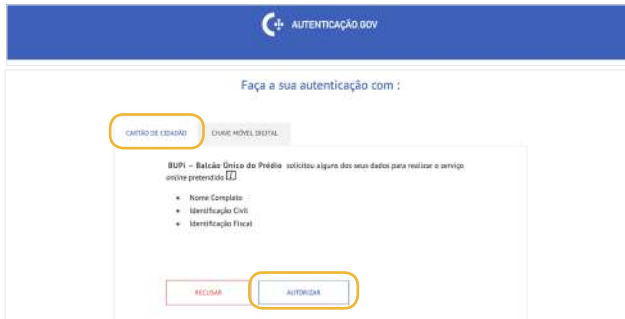 AUTENTICAÇÃO.GOV
Faça a sua autenticação com :
CARTÃO DE CIDADÃO CHAVE MÓVEL DIGITAL
BUPi – Balcão Único do Prédio solicitou alguns dos seus dados para realizar o serviço
online pretendido i
Nome Completo
Identificação Civil
Identificação Fiscal
RECUSAR AUTORIZAR